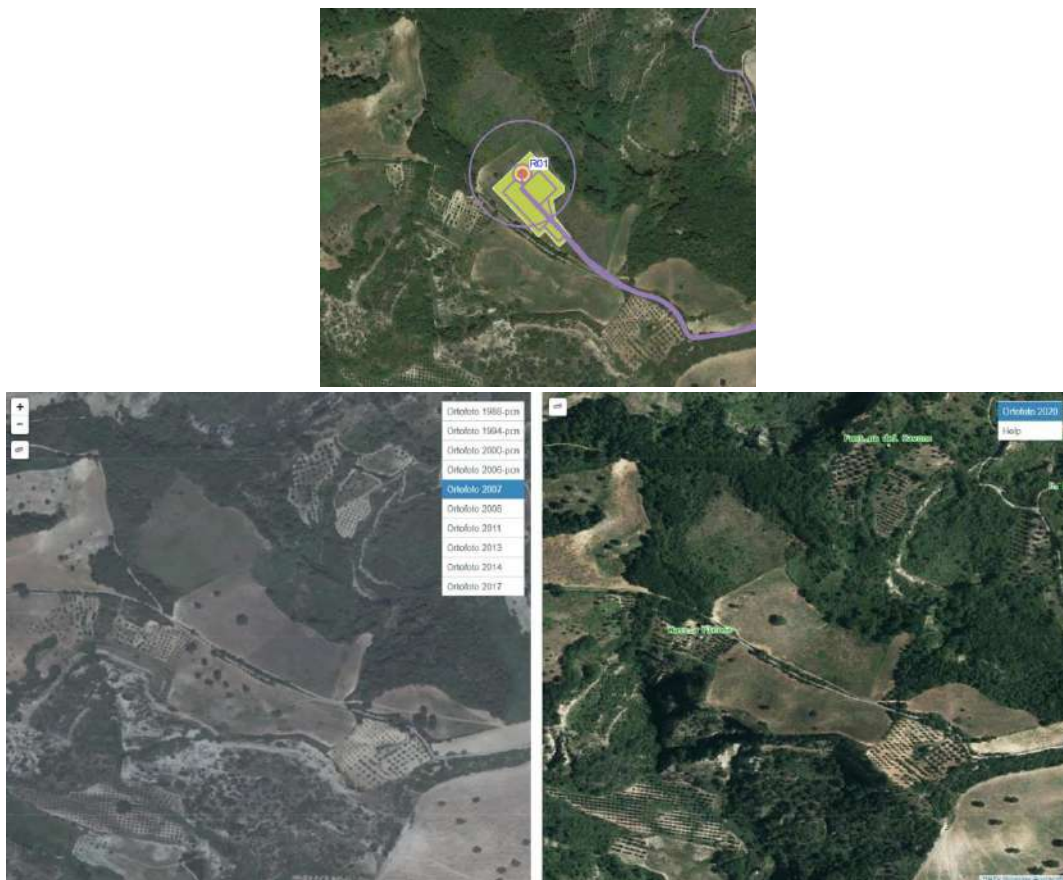 R01
+
−
Ortofoto 1988-pcn
Ortofoto 1994-pcn
Ortofoto 2000-pcn
Ortofoto 2006-pcn
Ortofoto 2007
Ortofoto 2008
Ortofoto 2011
Ortofoto 2013
Ortofoto 2014
Ortofoto 2017
Ortofoto 2020
Help
del